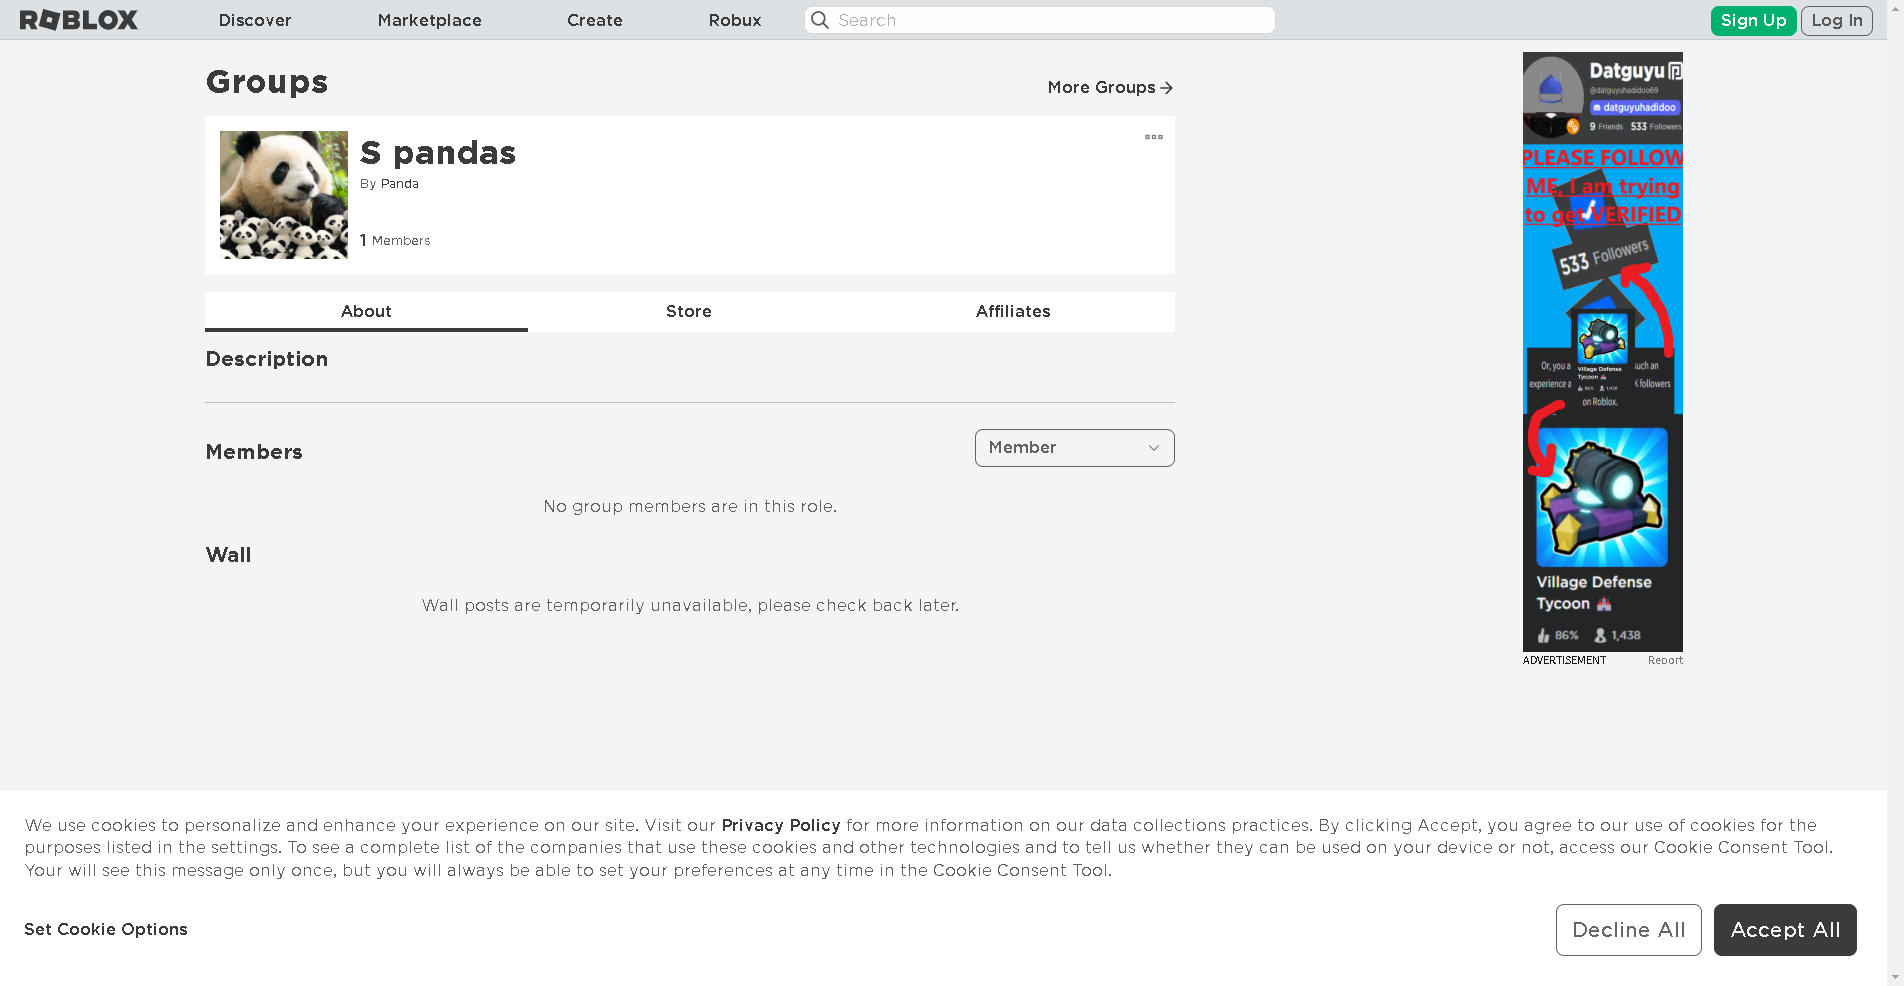 ROBLOX
Discover
Marketplace
Create
Robux
Search
Sign Up
Log In
Groups
More Groups
S pandas
By Panda
1 Members
About
Store
Affiliates
Description
Members
Member
No group members are in this role.
Wall
Wall posts are temporarily unavailable, please check back later.
Datguyu
@datguyuhadidoo69
datguyuhadidoo
9 Friends 533 Followers
PLEASE FOLLOW
ME, I am trying
to get VERIFIED
533 Followers
Or, you a
such an
experience a
K followers
on Roblox.
Village Defense
Tycoon
86% 1,438
Village Defense
Tycoon
86% 1,438
ADVERTISEMENT
Report
We use cookies to personalize and enhance your experience on our site. Visit our Privacy Policy for more information on our data collections practices. By clicking Accept, you agree to our use of cookies for the
purposes listed in the settings. To see a complete list of the companies that use these cookies and other technologies and to tell us whether they can be used on your device or not, access our Cookie Consent Tool.
Your will see this message only once, but you will always be able to set your preferences at any time in the Cookie Consent Tool.
Set Cookie Options
Decline All
Accept All